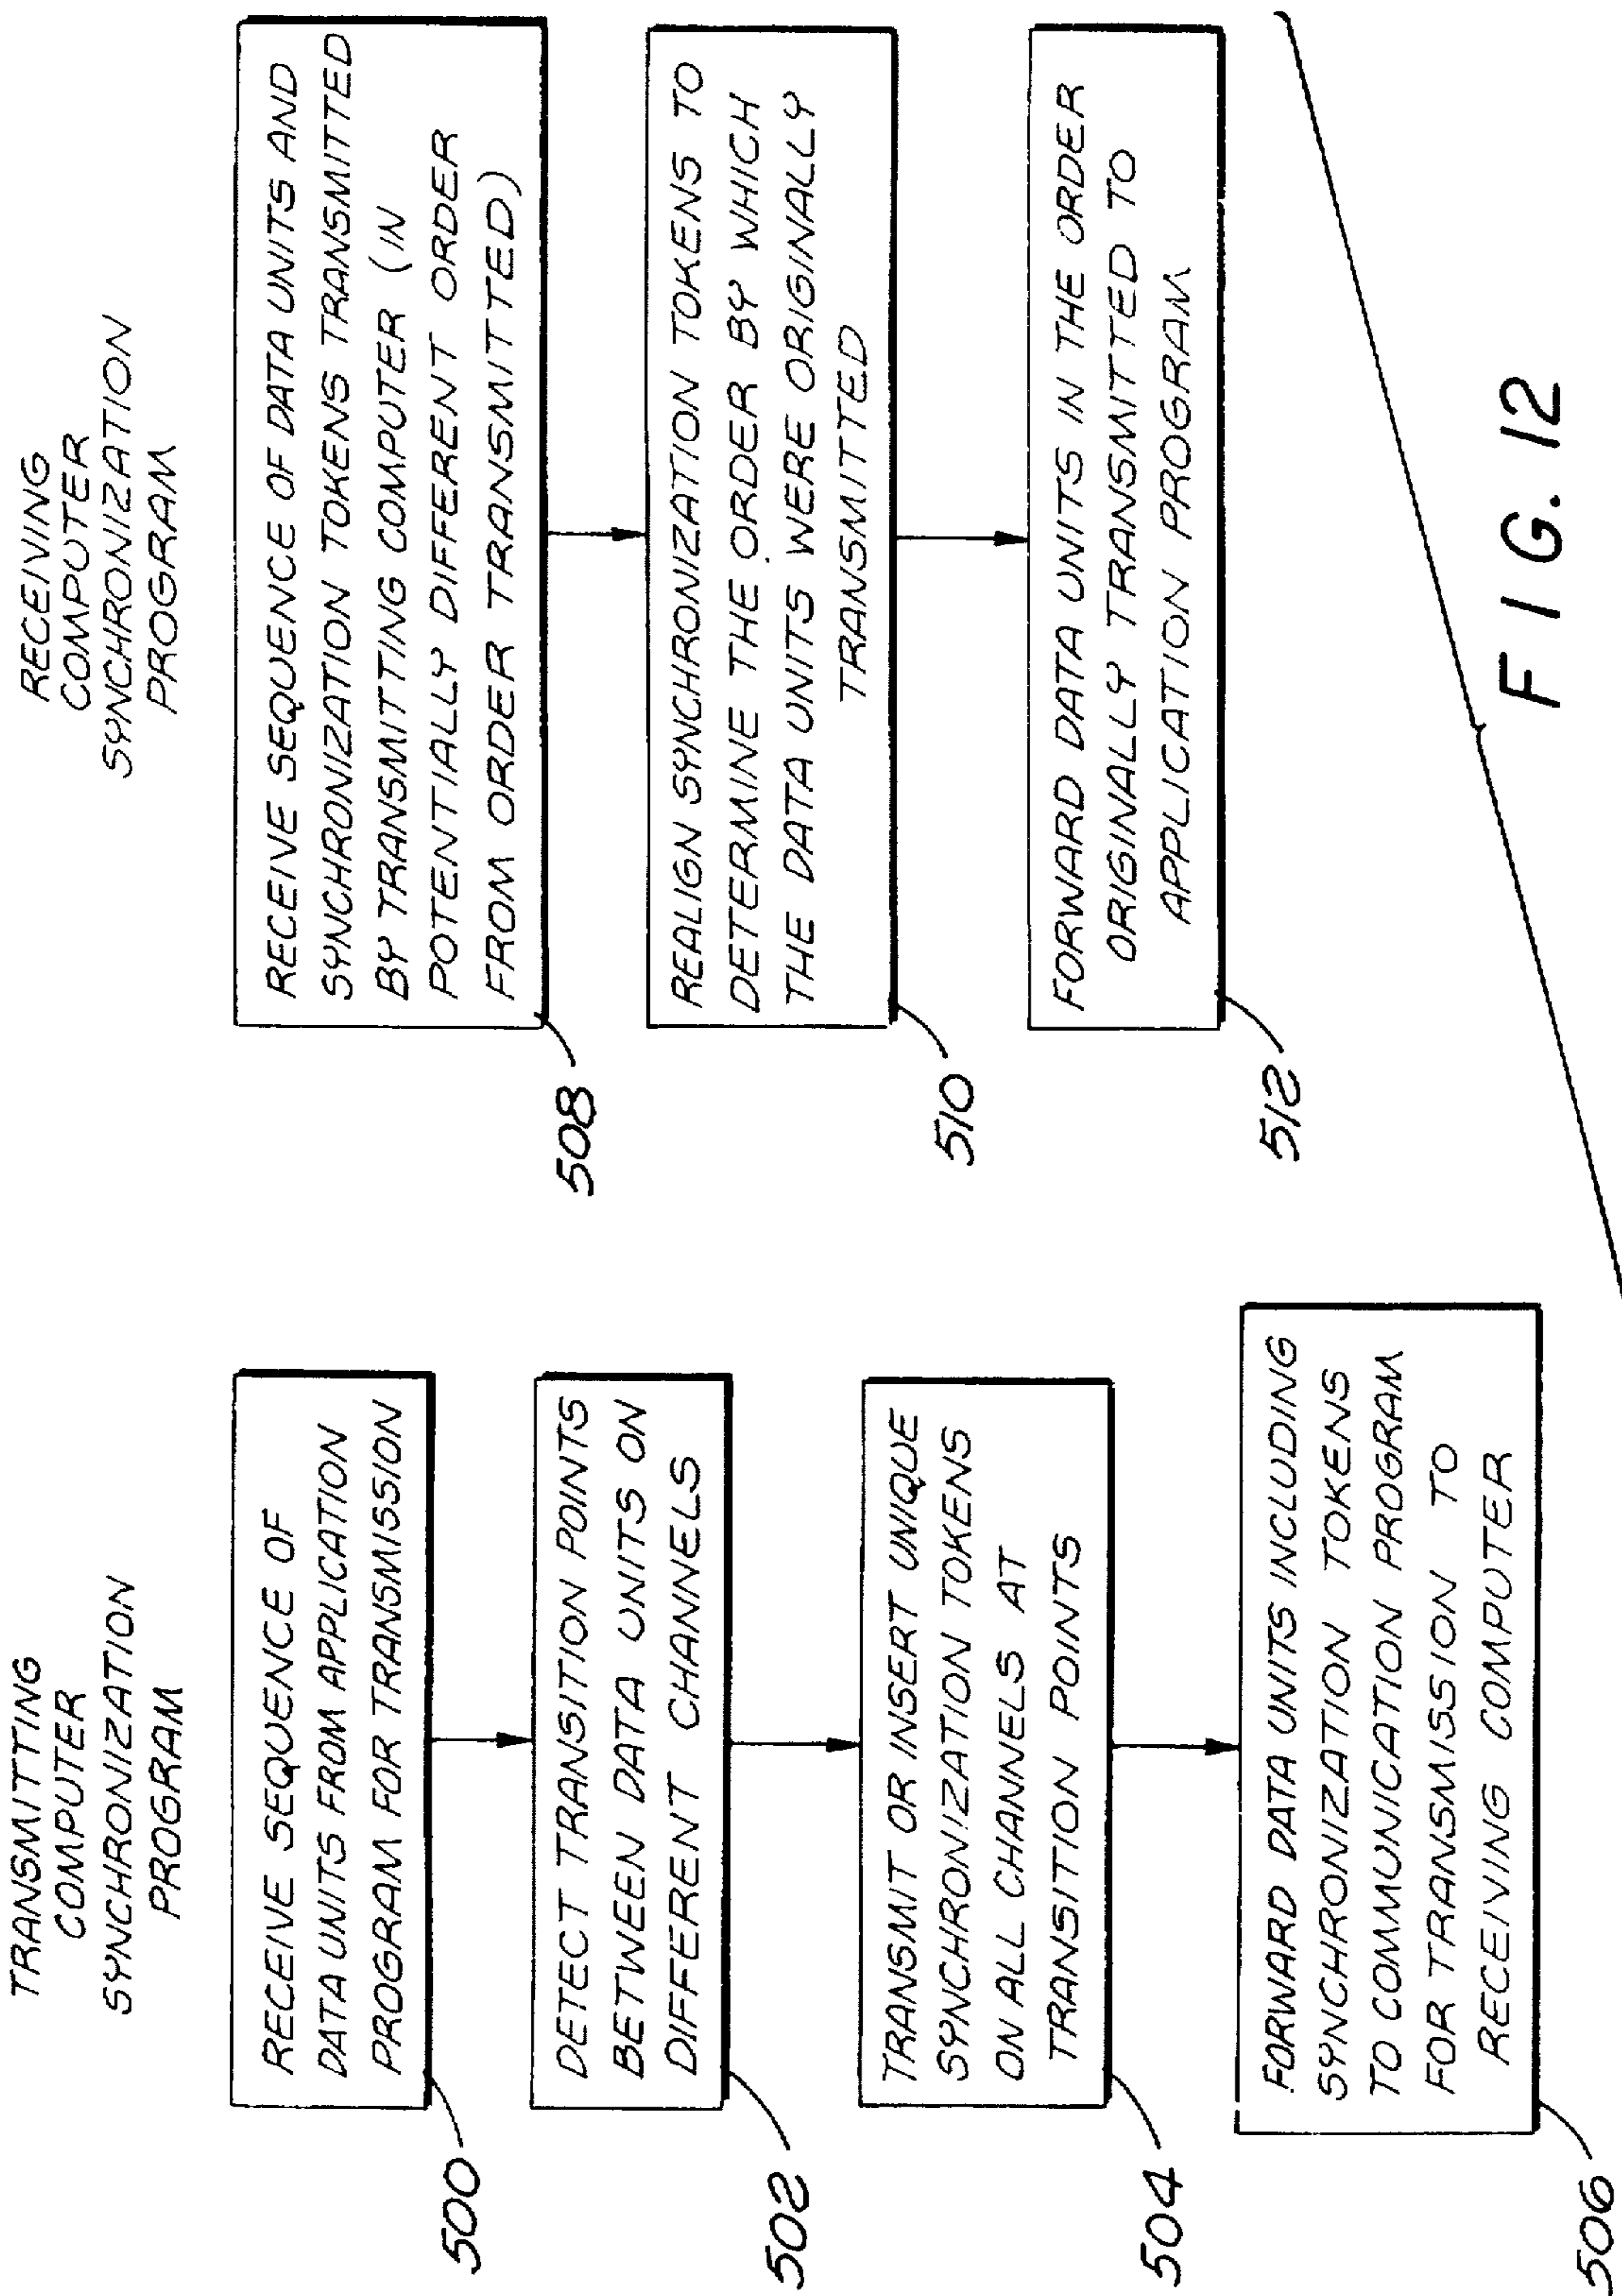 TRANSMITTING
COMPUTER
SYNCHRONIZATION
PROGRAM
RECEIVE SEQUENCE OF
DATA UNITS FROM APPLICATION
PROGRAM FOR TRANSMISSION
500
DETECT TRANSITION POINTS
BETWEEN DATA UNITS ON
DIFFERENT CHANNELS
502
TRANSMIT OR INSERT UNIQUE
SYNCHRONIZATION TOKENS
ON ALL CHANNELS AT
TRANSITION POINTS
504
FORWARD DATA UNITS INCLUDING
SYNCHRONIZATION TOKENS
TO COMMUNICATION PROGRAM
FOR TRANSMISSION TO
RECEIVING COMPUTER
506
RECEIVING
COMPUTER
SYNCHRONIZATION
PROGRAM
RECEIVE SEQUENCE OF DATA UNITS AND
SYNCHRONIZATION TOKENS TRANSMITTED
BY TRANSMITTING COMPUTER (IN
POTENTIALLY DIFFERENT ORDER
FROM ORDER TRANSMITTED)
508
REALIGN SYNCHRONIZATION TOKENS TO
DETERMINE THE ORDER BY WHICH
THE DATA UNITS WERE ORIGINALLY
TRANSMITTED
510
FORWARD DATA UNITS IN THE ORDER
ORIGINALLY TRANSMITTED TO
APPLICATION PROGRAM
512
FIG. 12